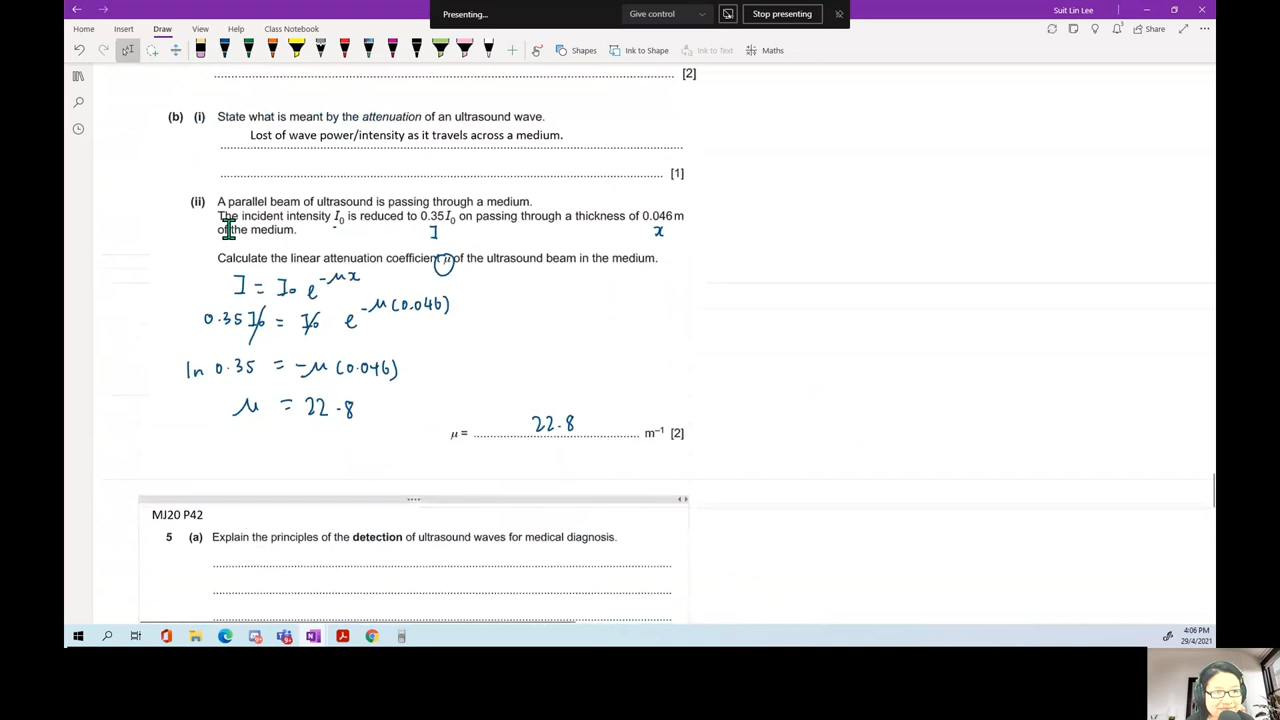 Presenting...
Give control
Stop presenting
Suit Lin Lee
Home Insert Draw View Help Class Notebook
Share
Shapes
Ink to Shape
Ink to Text
Maths
[2]
(b) (i) State what is meant by the attenuation of an ultrasound wave.
Lost of wave power/intensity as it travels across a medium.
[1]
(ii) A parallel beam of ultrasound is passing through a medium.
The incident intensity I₀ is reduced to 0.35I₀ on passing through a thickness of 0.046 m
of the medium.
I x
Calculate the linear attenuation coefficient μ of the ultrasound beam in the medium.
I = I₀ e^-μx
0.35 I₀ = I₀ e^-μ(0.046)
ln 0.35 = -μ(0.046)
μ = 22.8
22.8
μ = m⁻¹ [2]
MJ20 P42
5 (a) Explain the principles of the detection of ultrasound waves for medical diagnosis.
4:06 PM
29/4/2021